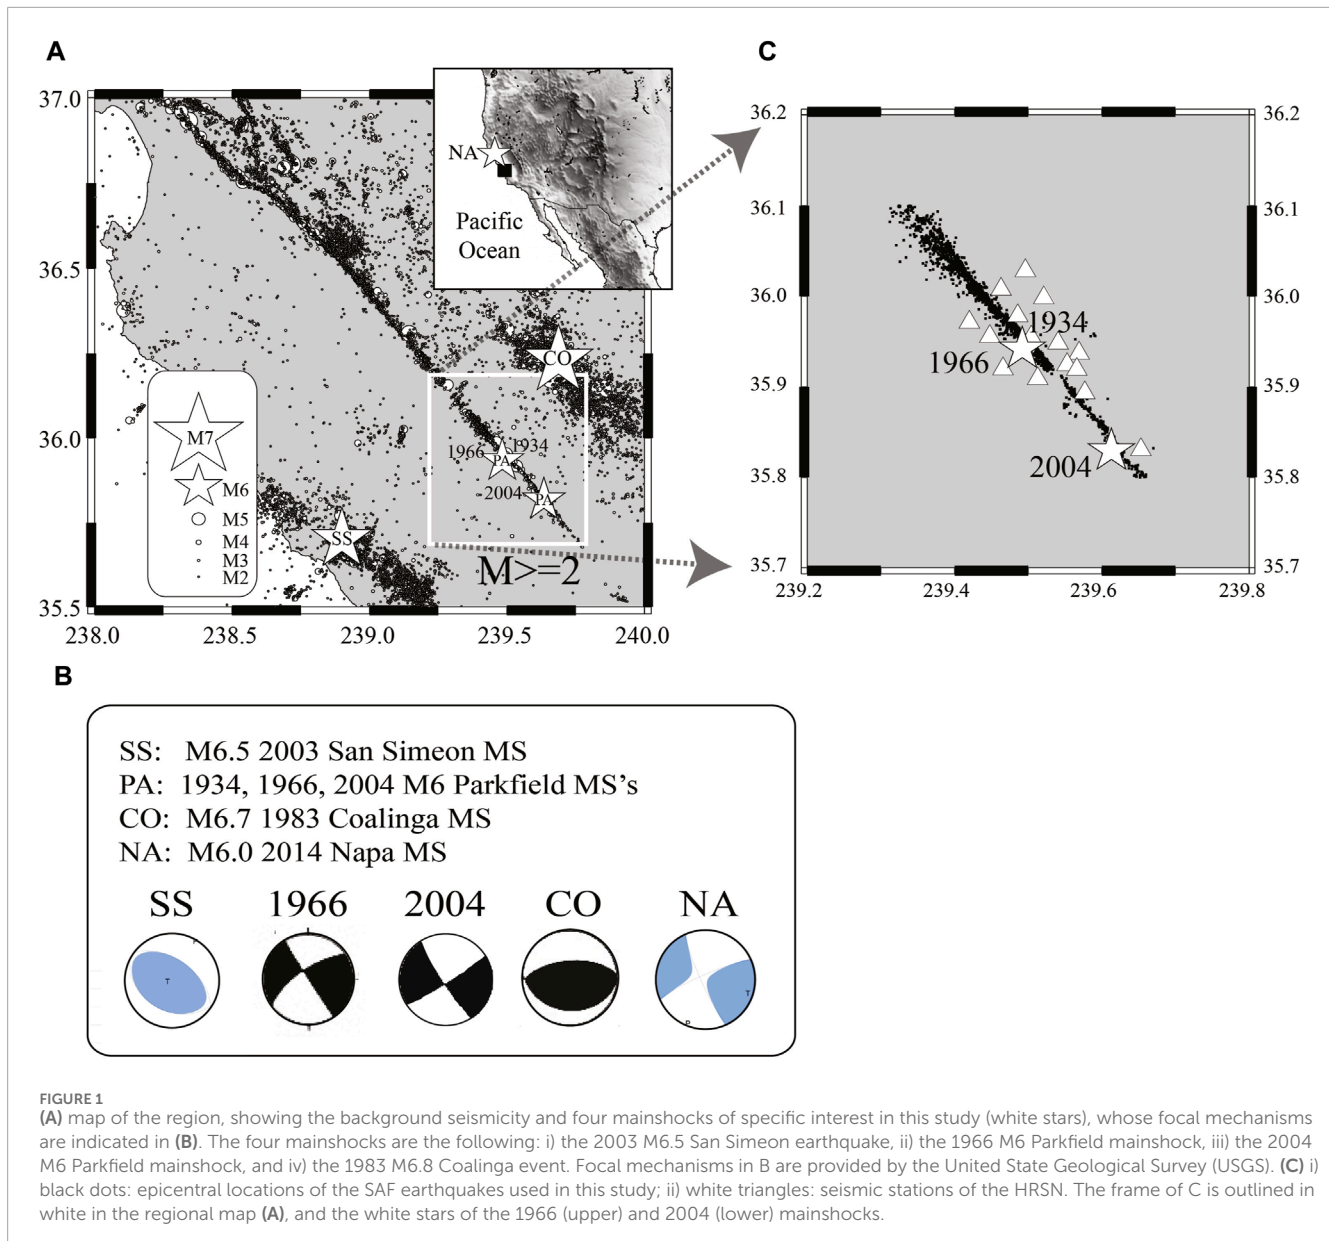 A
37.0
36.5
36.0
35.5
238.0
238.5
239.0
239.5
240.0
NA
Pacific
Ocean
CO
1966
1934
PA
2004
PA
SS
M>=2
M7
M6
M5
M4
M3
M2
C
36.2
36.1
36.0
35.9
35.8
35.7
36.2
36.1
36.0
35.9
35.8
35.7
239.2
239.4
239.6
239.8
1934
1966
2004
B
SS: M6.5 2003 San Simeon MS
PA: 1934, 1966, 2004 M6 Parkfield MS's
CO: M6.7 1983 Coalinga MS
NA: M6.0 2014 Napa MS
SS 1966 2004 CO NA
T
T
P
FIGURE 1
(A) map of the region, showing the background seismicity and four mainshocks of specific interest in this study (white stars), whose focal mechanisms
are indicated in (B). The four mainshocks are the following: i) the 2003 M6.5 San Simeon earthquake, ii) the 1966 M6 Parkfield mainshock, iii) the 2004
M6 Parkfield mainshock, and iv) the 1983 M6.8 Coalinga event. Focal mechanisms in B are provided by the United State Geological Survey (USGS). (C) i)
black dots: epicentral locations of the SAF earthquakes used in this study; ii) white triangles: seismic stations of the HRSN. The frame of C is outlined in
white in the regional map (A), and the white stars of the 1966 (upper) and 2004 (lower) mainshocks.